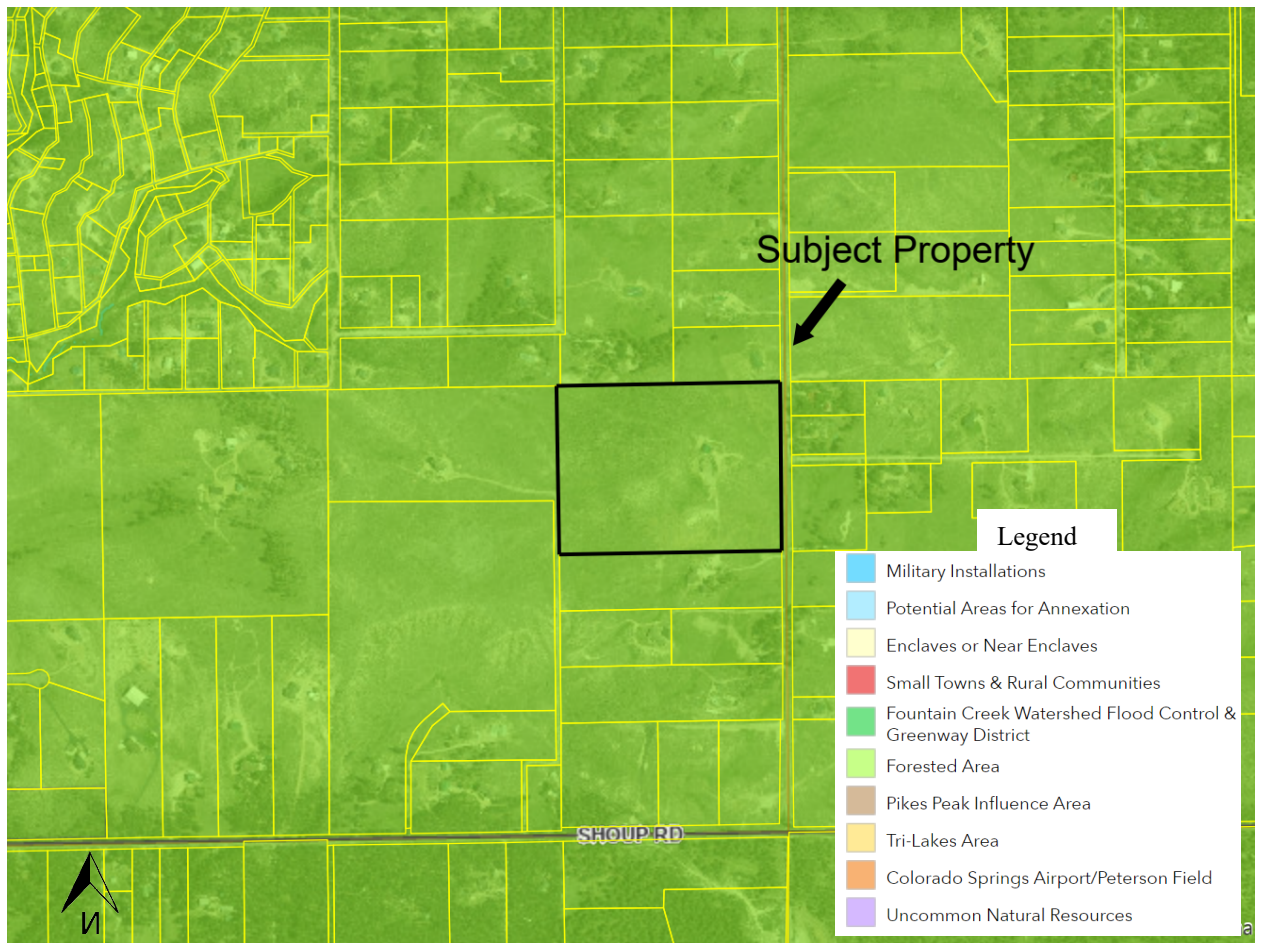 Subject Property
Legend
Military Installations
Potential Areas for Annexation
Enclaves or Near Enclaves
Small Towns & Rural Communities
Fountain Creek Watershed Flood Control &
Greenway District
Forested Area
Pikes Peak Influence Area
Tri-Lakes Area
Colorado Springs Airport/Peterson Field
Uncommon Natural Resources
SHOUP RD
N
a